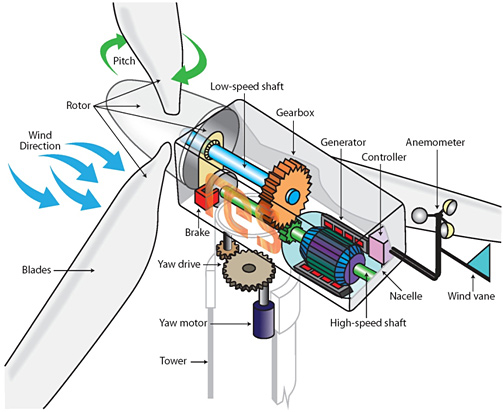 Pitch
Low-speed shaft
Rotor
Gearbox
Wind
Direction
Generator
Anemometer
Controller
Brake
Yaw drive
Blades
Nacelle
Wind vane
Yaw motor
High-speed shaft
Tower